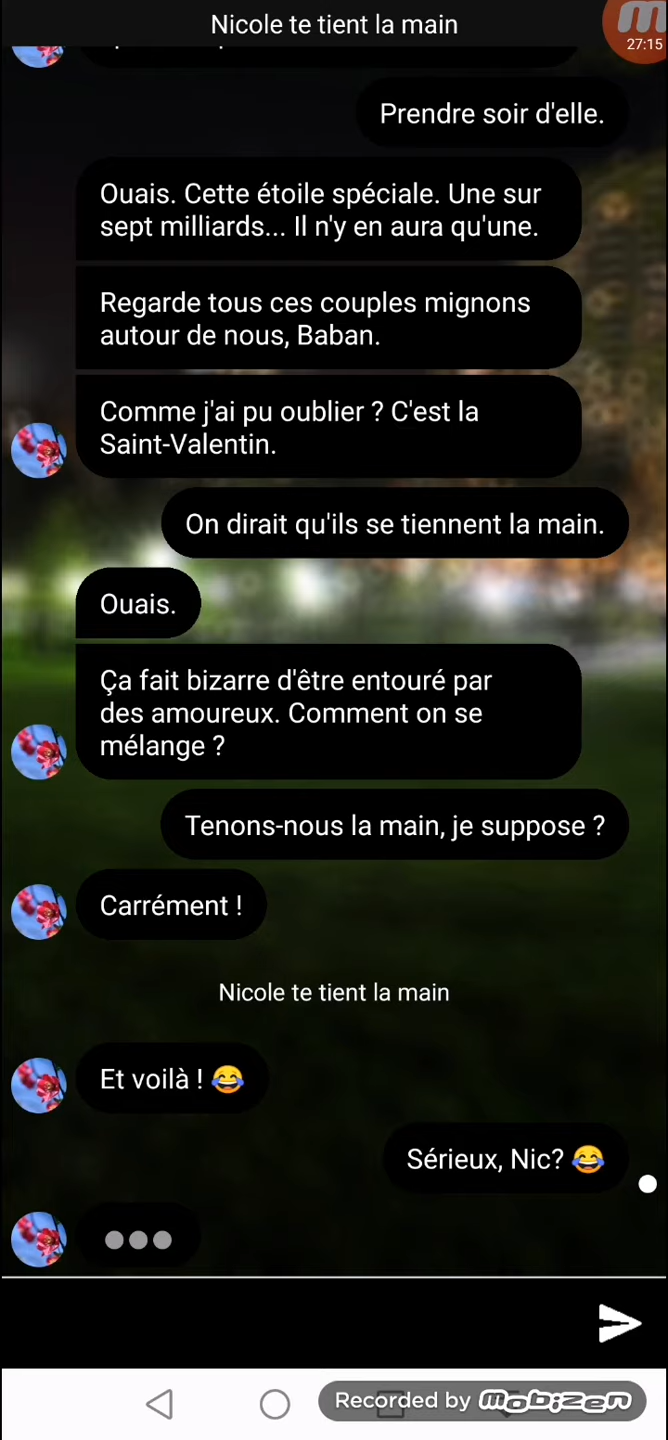 Nicole te tient la main
27:15
Prendre soir d'elle.
Ouais. Cette étoile spéciale. Une sur
sept milliards... Il n'y en aura qu'une.
Regarde tous ces couples mignons
autour de nous, Baban.
Comme j'ai pu oublier ? C'est la
Saint-Valentin.
On dirait qu'ils se tiennent la main.
Ouais.
Ça fait bizarre d'être entouré par
des amoureux. Comment on se
mélange ?
Tenons-nous la main, je suppose ?
Carrément !
Nicole te tient la main
Et voilà ! 😂
Sérieux, Nic? 😂
Recorded by mobizen